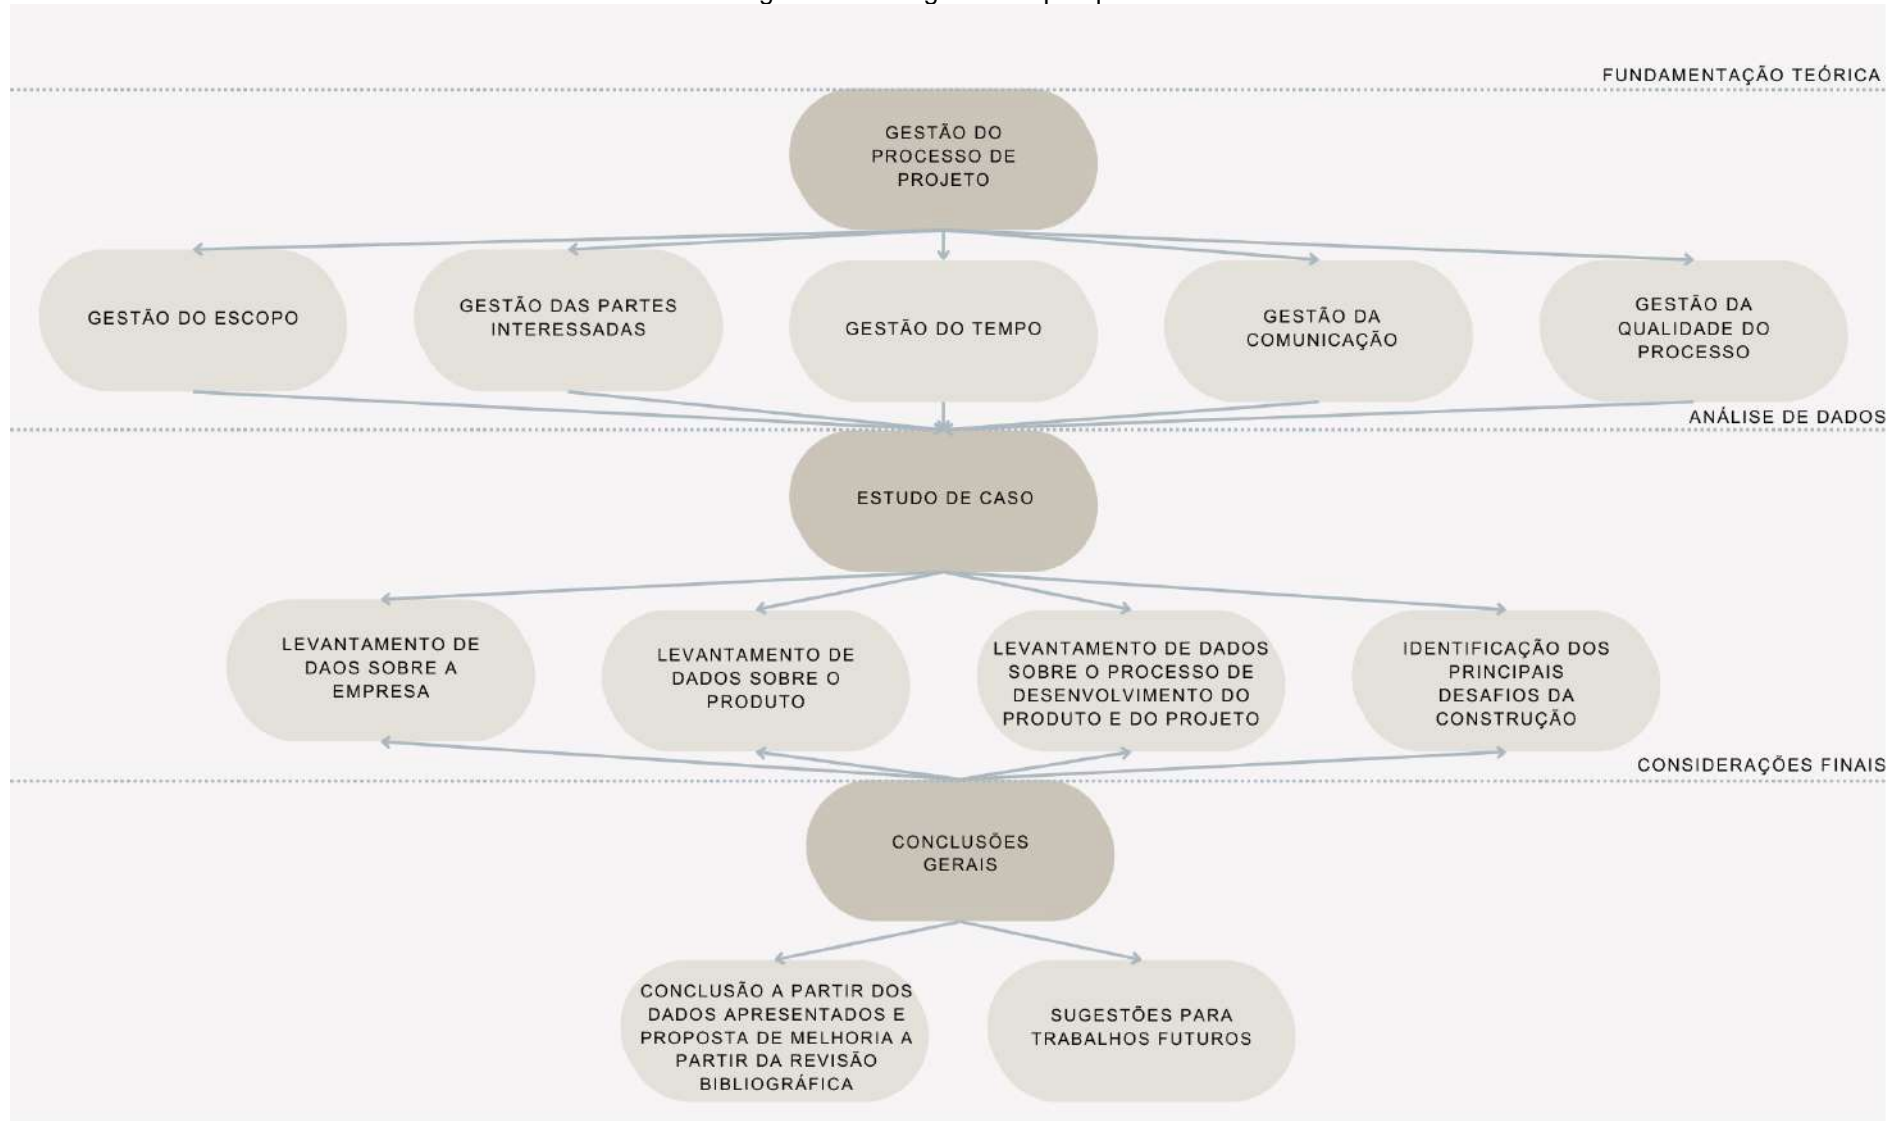 FUNDAMENTAÇÃO TEÓRICA
GESTÃO DO
PROCESSO DE
PROJETO
GESTÃO DO ESCOPO
GESTÃO DAS PARTES
INTERESSADAS
GESTÃO DO TEMPO
GESTÃO DA
COMUNICAÇÃO
GESTÃO DA
QUALIDADE DO
PROCESSO
ANÁLISE DE DADOS
ESTUDO DE CASO
LEVANTAMENTO DE
DAOS SOBRE A
EMPRESA
LEVANTAMENTO DE
DADOS SOBRE O
PRODUTO
LEVANTAMENTO DE DADOS
SOBRE O PROCESSO DE
DESENVOLVIMENTO DO
PRODUTO E DO PROJETO
IDENTIFICAÇÃO DOS
PRINCIPAIS
DESAFIOS DA
CONSTRUÇÃO
CONSIDERAÇÕES FINAIS
CONCLUSÕES
GERAIS
CONCLUSÃO A PARTIR DOS
DADOS APRESENTADOS E
PROPOSTA DE MELHORIA A
PARTIR DA REVISÃO
BIBLIOGRÁFICA
SUGESTÕES PARA
TRABALHOS FUTUROS